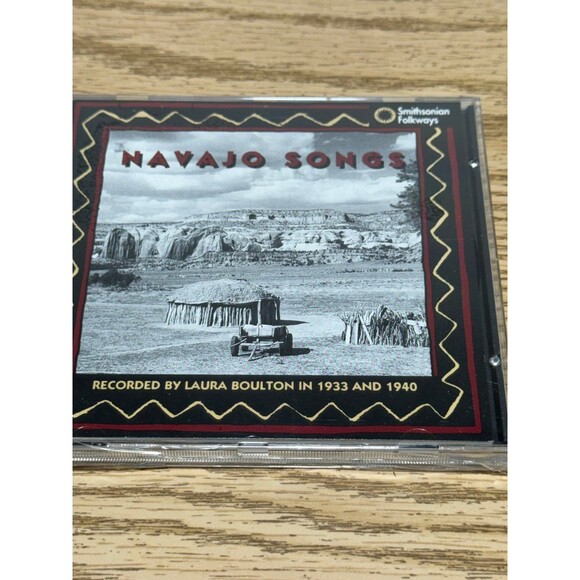 Smithsonian
Folkways
NAVAJO SONGS
RECORDED BY LAURA BOULTON IN 1933 AND 1940